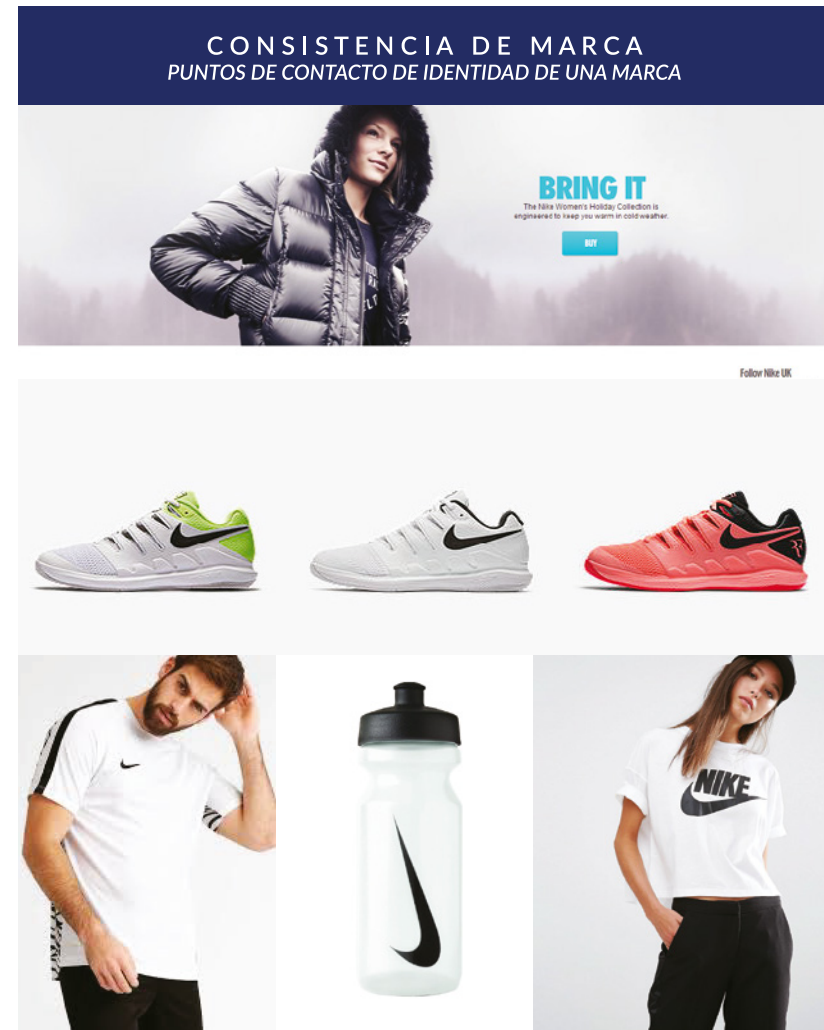 CONSISTENCIA DE MARCA
PUNTOS DE CONTACTO DE IDENTIDAD DE UNA MARCA
BRING IT
The Nike Women's Holiday Collection is
engineered to keep you warm in cold weather.
BUY
Follow Nike UK
NIKE